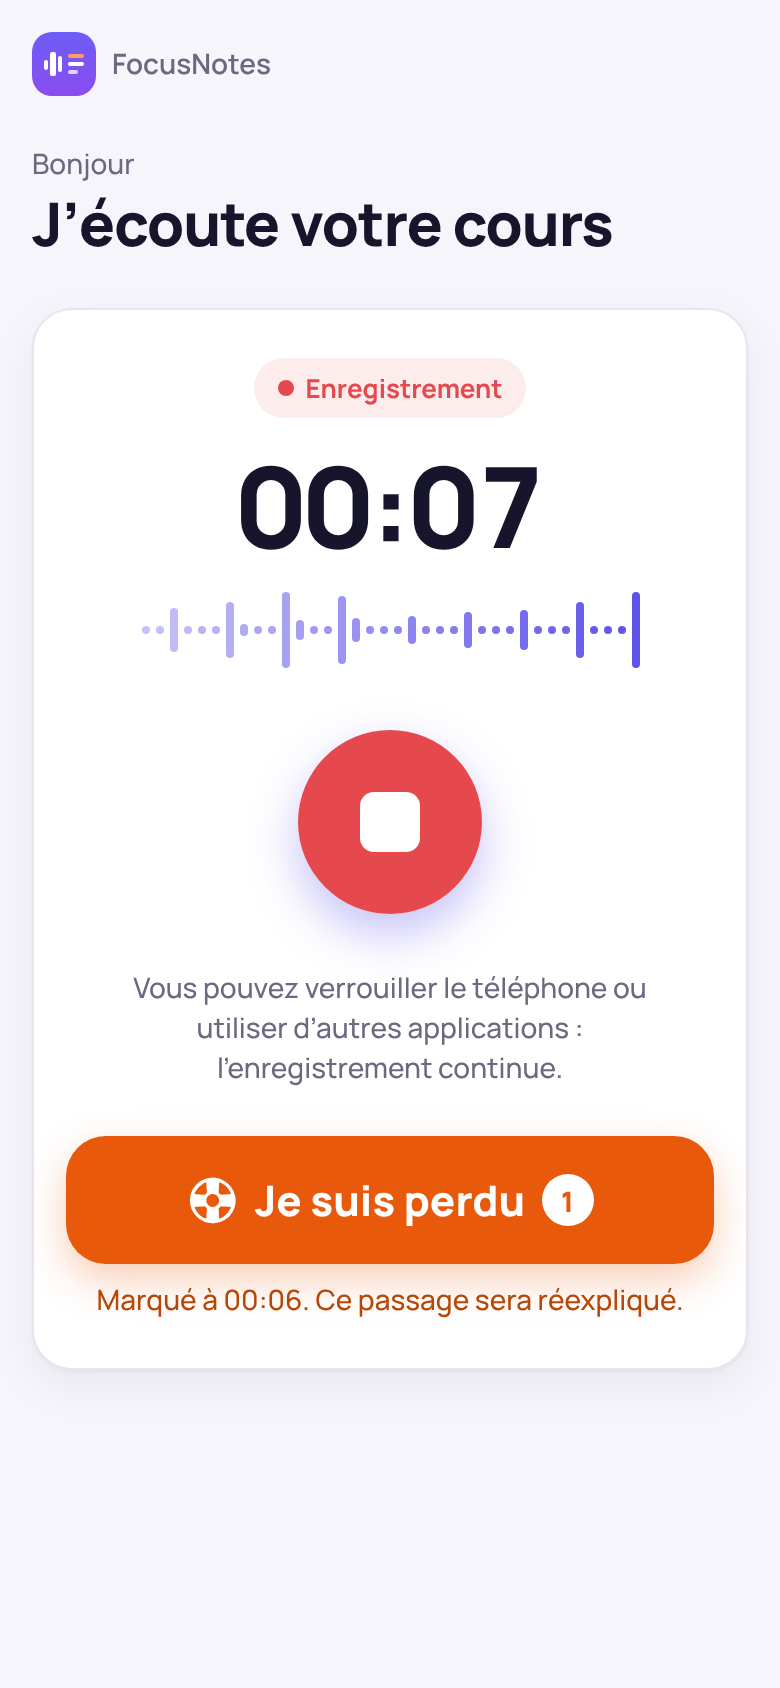 FocusNotes
Bonjour
J’écoute votre cours
Enregistrement
00:07
Vous pouvez verrouiller le téléphone ou
utiliser d’autres applications :
l’enregistrement continue.
Je suis perdu 1
Marqué à 00:06. Ce passage sera réexpliqué.